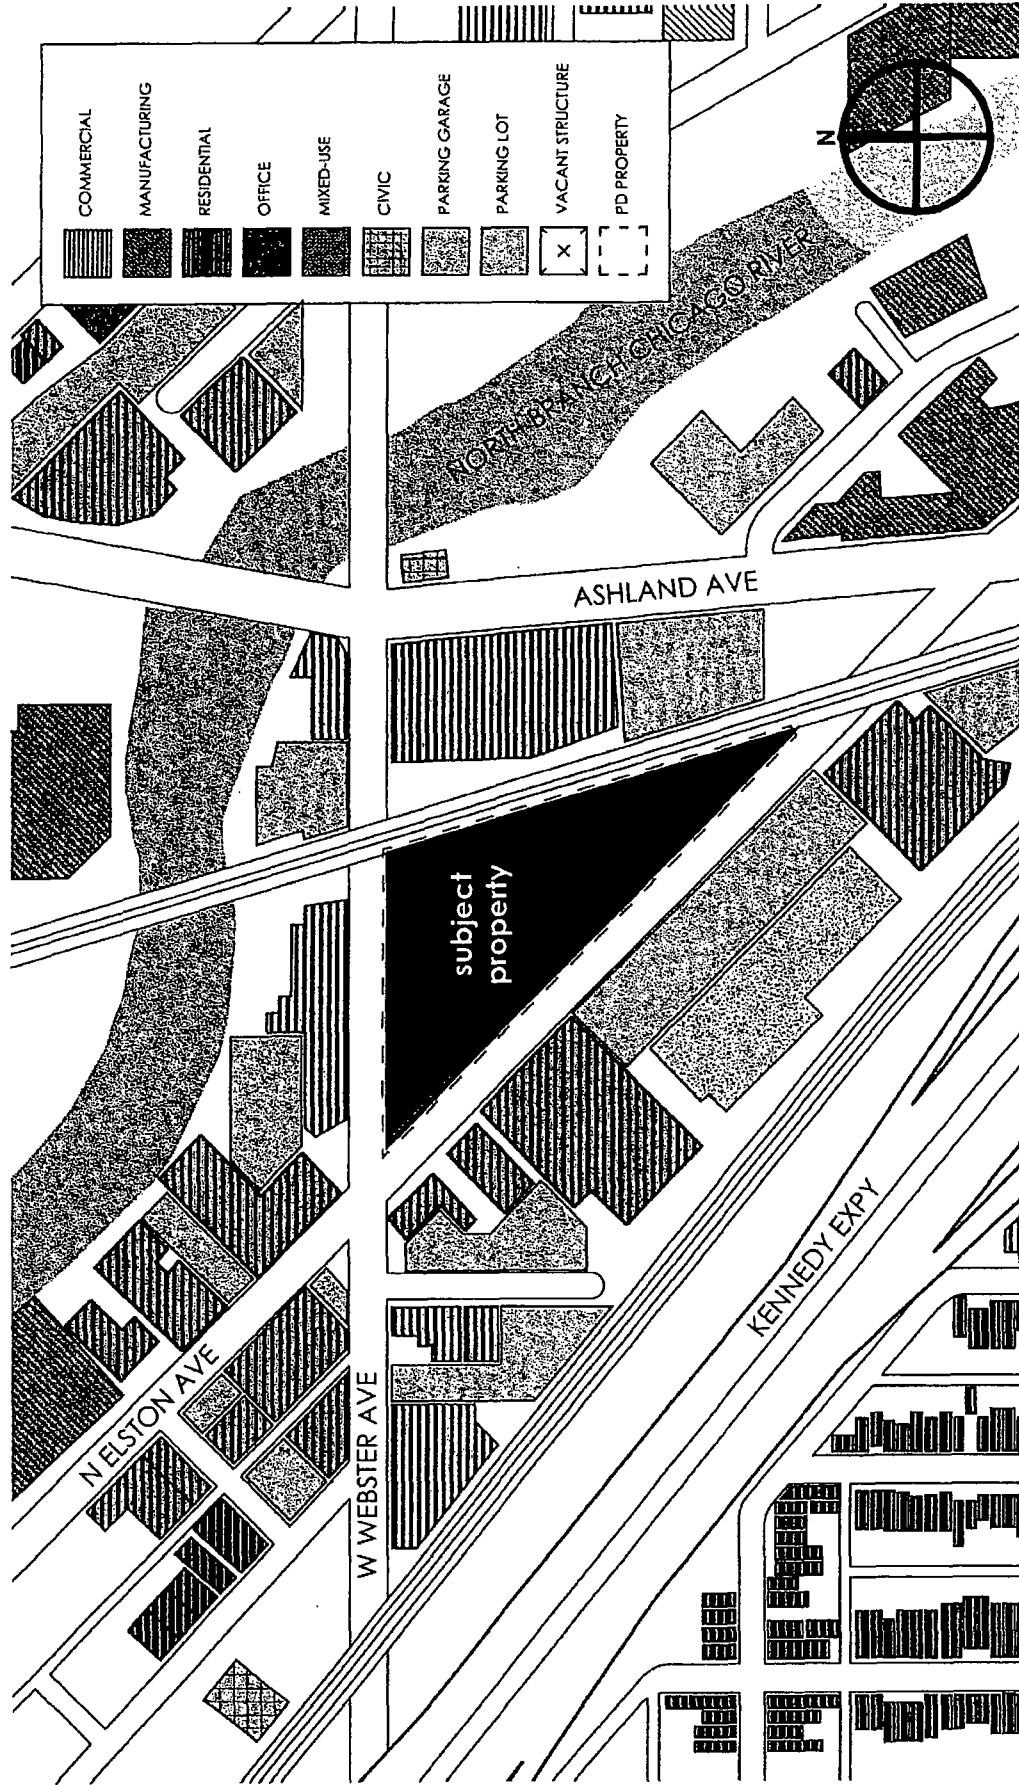 COMMERCIAL
MANUFACTURING
RESIDENTIAL
OFFICE
MIXED-USE
CIVIC
PARKING GARAGE
PARKING LOT
VACANT STRUCTURE
PD PROPERTY
N
NORTH BRANCH CHICAGO RIVER
ASHLAND AVE
subject
property
N ELSTON AVE
W WEBSTER AVE
KENNEDY EXPY